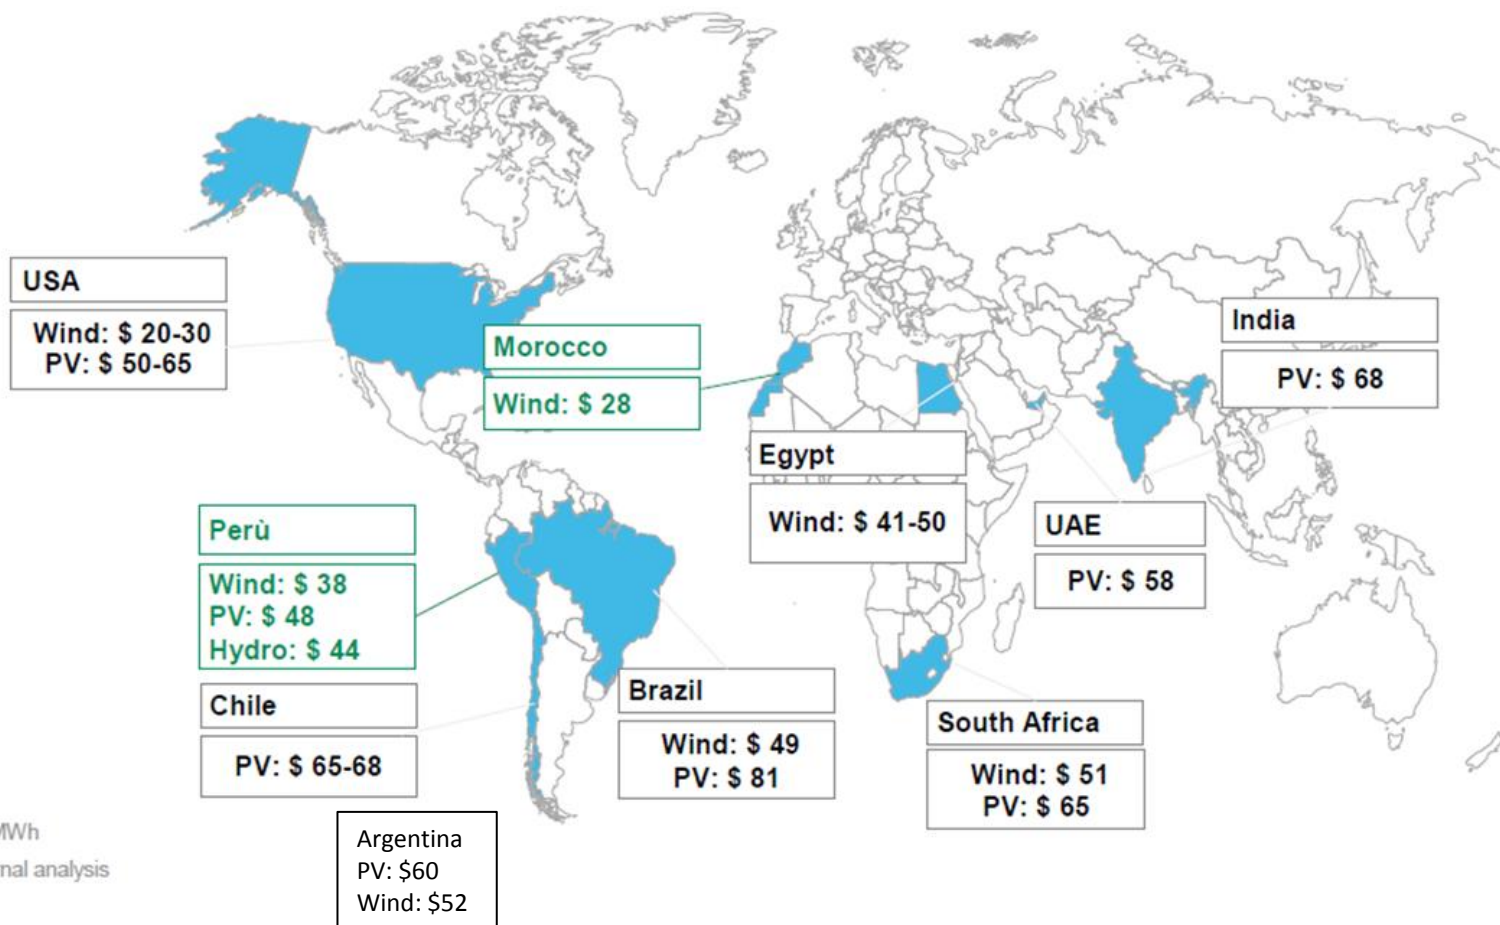 USA
Wind: $ 20-30
PV: $ 50-65
Morocco
Wind: $ 28
India
PV: $ 68
Egypt
Wind: $ 41-50
UAE
PV: $ 58
Perù
Wind: $ 38
PV: $ 48
Hydro: $ 44
Chile
PV: $ 65-68
Brazil
Wind: $ 49
PV: $ 81
South Africa
Wind: $ 51
PV: $ 65
Argentina
PV: $60
Wind: $52
MWh
analysis